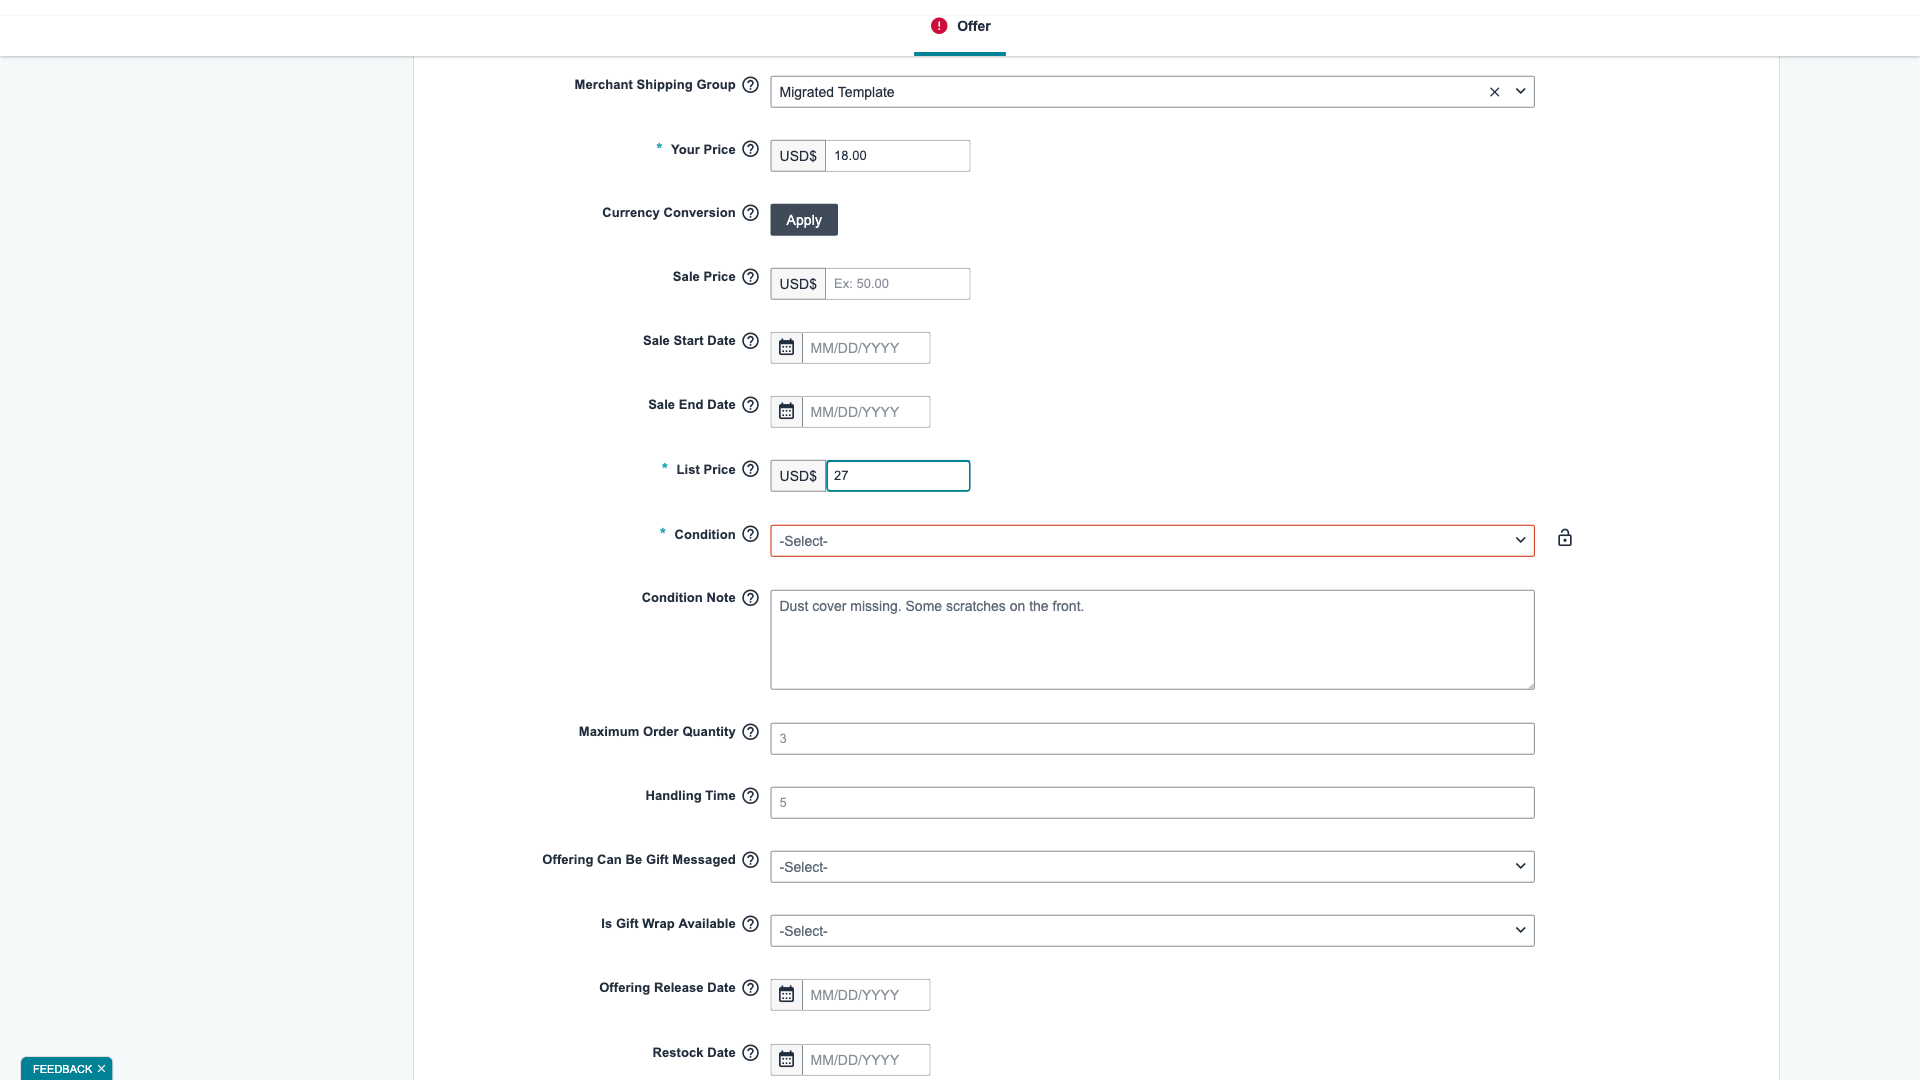 Offer
Merchant Shipping Group
Migrated Template
* Your Price
USD$ 18.00
Currency Conversion
Apply
Sale Price
USD$ Ex: 50.00
Sale Start Date
MM/DD/YYYY
Sale End Date
MM/DD/YYYY
* List Price
USD$ 27
* Condition
-Select-
Condition Note
Dust cover missing. Some scratches on the front.
Maximum Order Quantity
3
Handling Time
5
Offering Can Be Gift Messaged
-Select-
Is Gift Wrap Available
-Select-
Offering Release Date
MM/DD/YYYY
Restock Date
MM/DD/YYYY
FEEDBACK